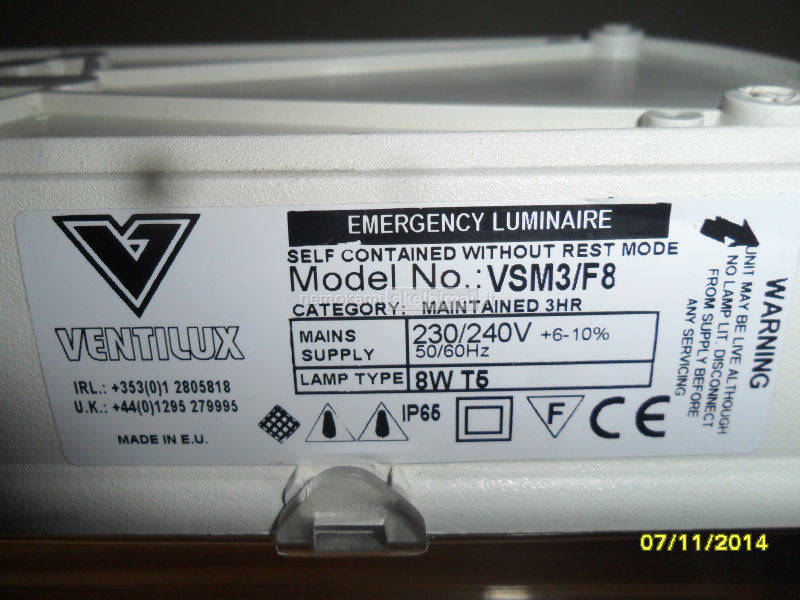 EMERGENCY LUMINAIRE
SELF CONTAINED WITHOUT REST MODE
Model No.: VSM3/F8
CATEGORY: MAINTAINED 3HR
MAINS SUPPLY 230/240V +6-10%
50/60Hz
LAMP TYPE 8W T5
IP65
F
CE
VENTILUX
IRL.: +353(0)1 2805818
U.K.: +44(0)1295 279995
MADE IN E.U.
WARNING
UNIT MAY BE LIVE ALTHOUGH
NO LAMP LIT. DISCONNECT
FROM SUPPLY BEFORE
ANY SERVICING
07/11/2014